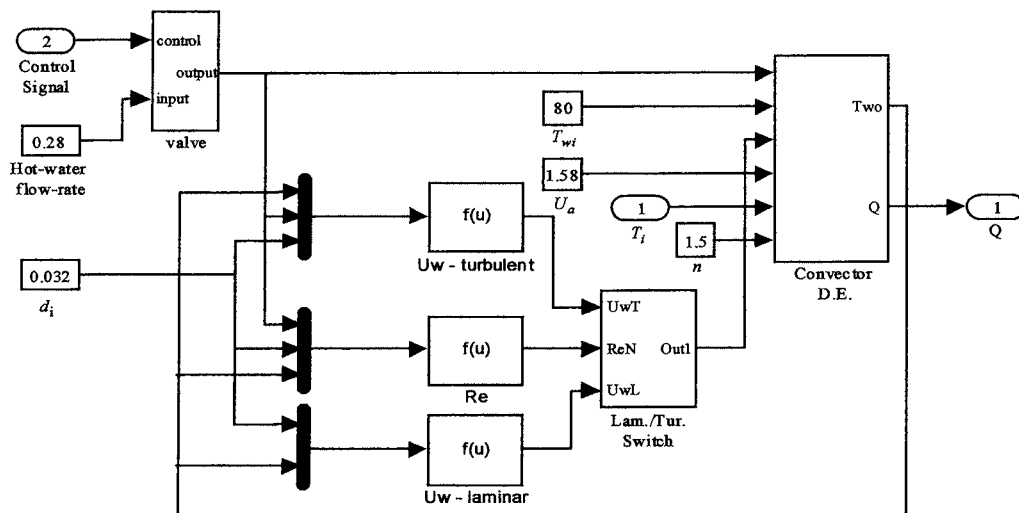 2
Control
Signal
control
output
input
valve
0.28
Hot-water
flow-rate
80
T_wi
1.58
U_a
1
T_i
1.5
n
Two
Q
Convector
D.E.
1
Q
0.032
d_i
f(u)
Uw - turbulent
f(u)
Re
f(u)
Uw - laminar
UwT
ReN
Out1
UwL
Lam./Tur.
Switch